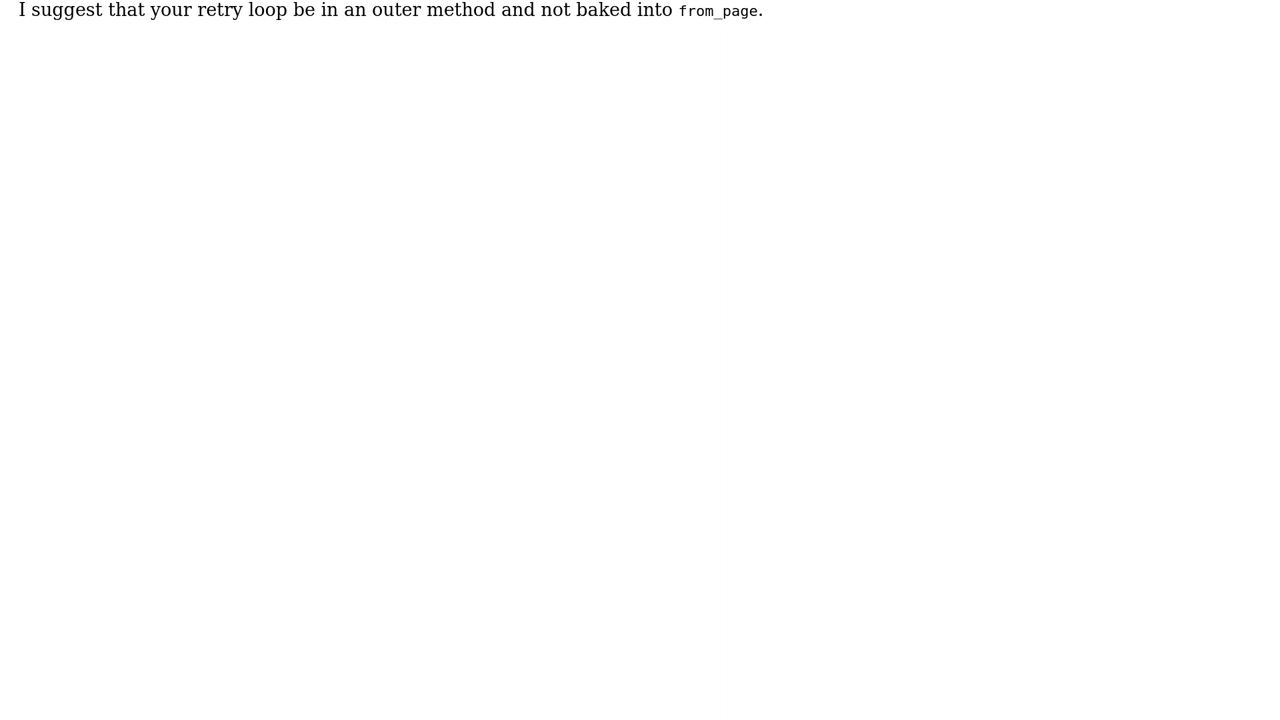 I suggest that your retry loop be in an outer method and not baked into from_page.